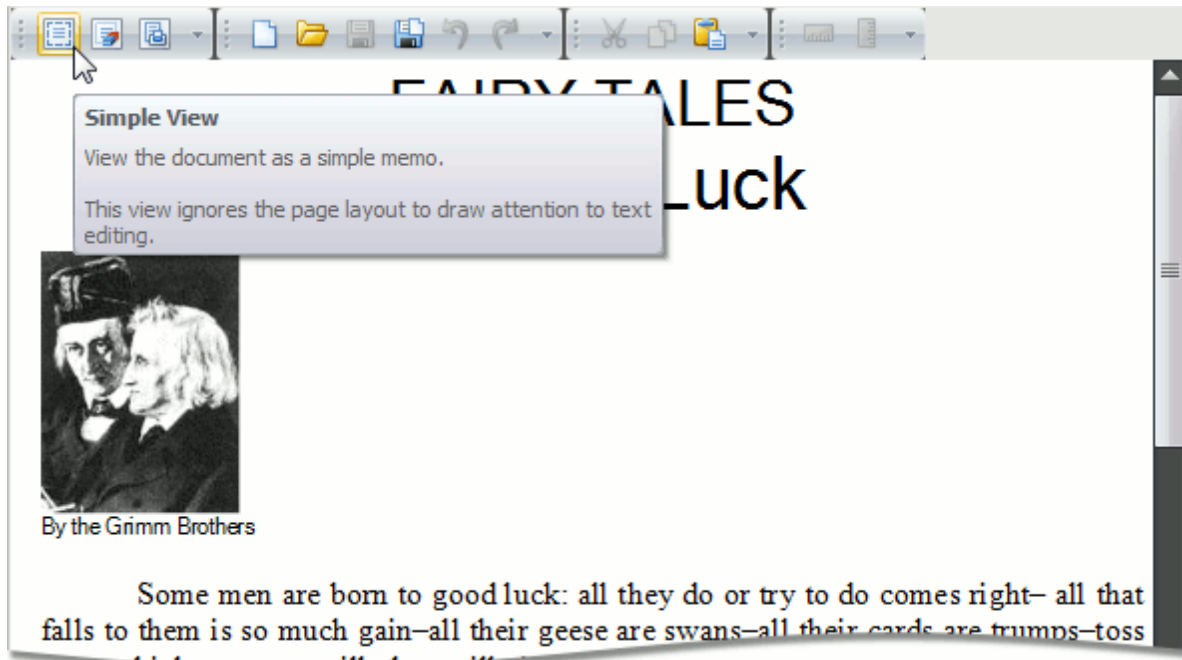 FAIRY TALES
Luck
Simple View
View the document as a simple memo.
This view ignores the page layout to draw attention to text
editing.
By the Grimm Brothers
Some men are born to good luck: all they do or try to do comes right– all that
falls to them is so much gain–all their geese are swans–all their cards are trumps–toss